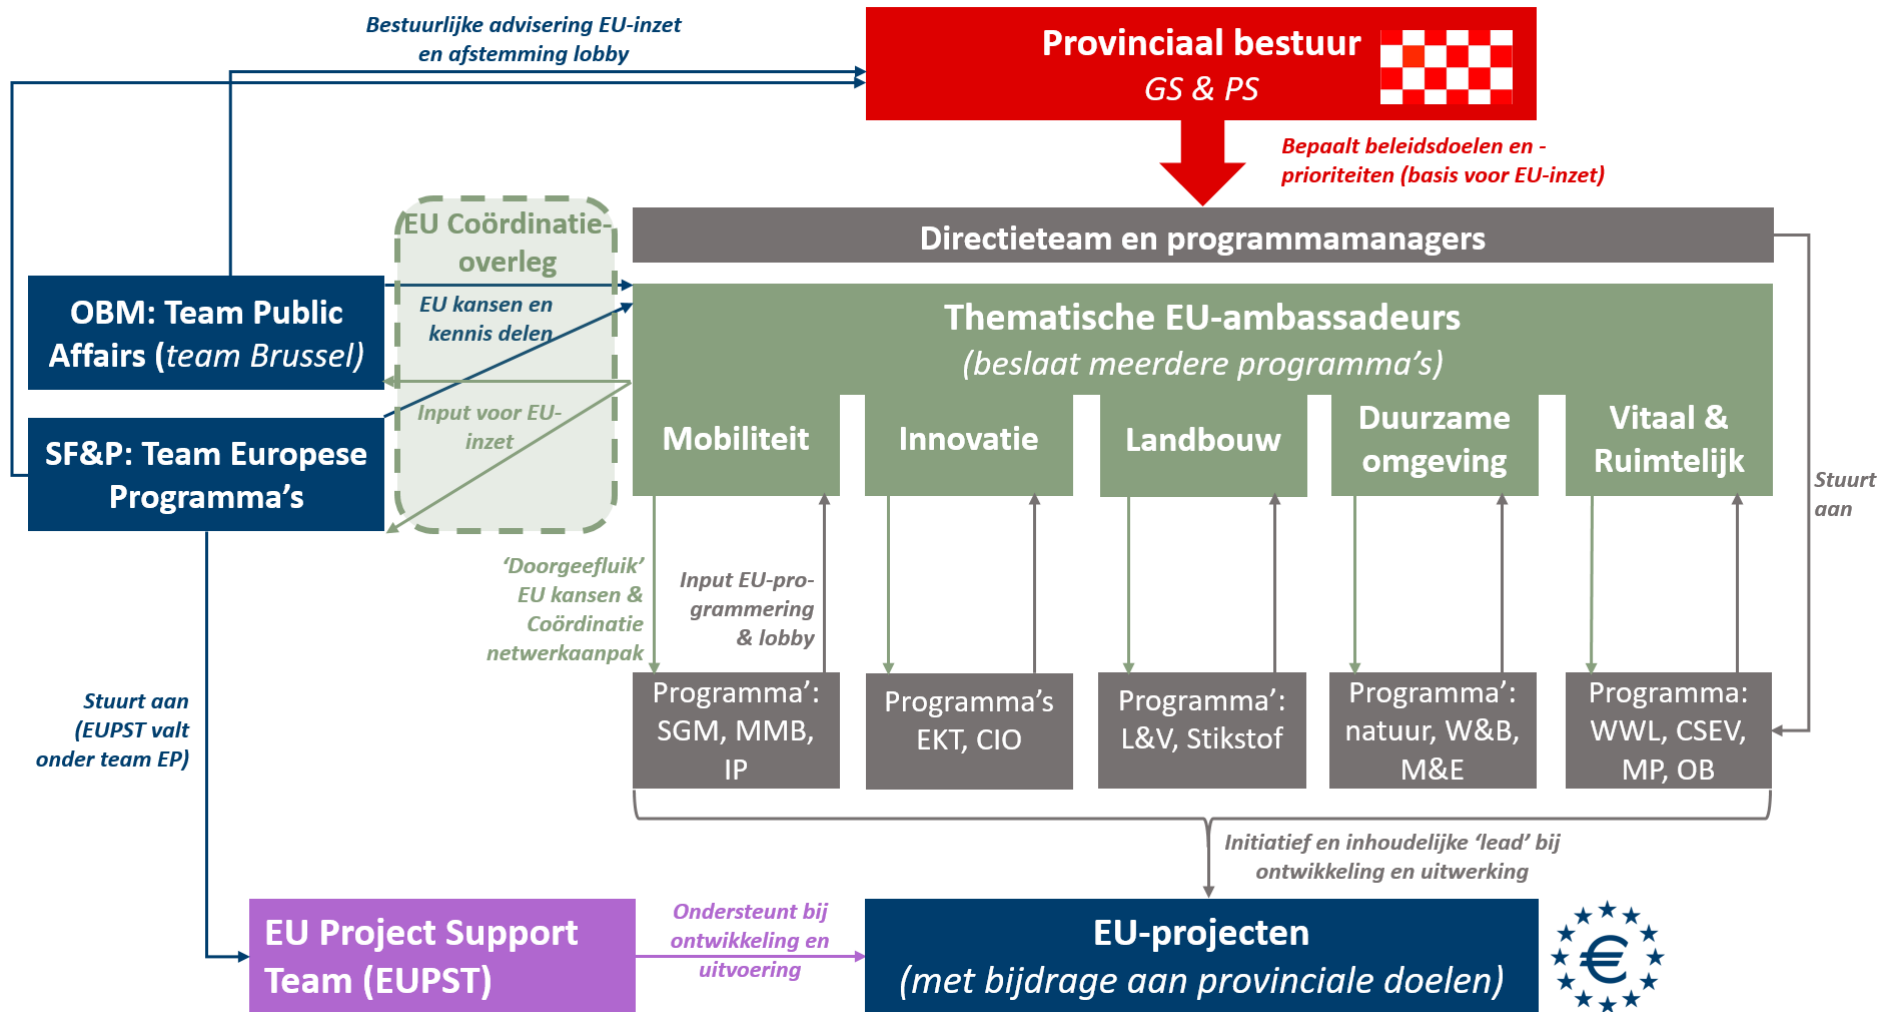 Bestuurlijke advisering EU-inzet
en afstemming lobby
Provinciaal bestuur
GS & PS
Bepaalt beleidsdoelen en -
prioriteiten (basis voor EU-inzet)
EU Coördinatie-
overleg
Directieteam en programmamanagers
OBM: Team Public
Affairs (team Brussel)
EU kansen en
kennis delen
Thematische EU-ambassadeurs
(beslaat meerdere programma’s)
SF&P: Team Europese
Programma’s
Input voor EU-
inzet
Mobiliteit
Innovatie
Landbouw
Duurzame
omgeving
Vitaal &
Ruimtelijk
Stuurt
aan
‘Doorgeefluik’
EU kansen &
Coördinatie
netwerkaanpak
Input EU-pro-
grammering
& lobby
Stuurt aan
(EUPST valt
onder team EP)
Programma’:
SGM, MMB,
IP
Programma’s
EKT, CIO
Programma’:
L&V, Stikstof
Programma’:
natuur, W&B,
M&E
Programma:
WWL, CSEV,
MP, OB
Initiatief en inhoudelijke ‘lead’ bij
ontwikkeling en uitwerking
EU Project Support
Team (EUPST)
Ondersteunt bij
ontwikkeling en
uitvoering
EU-projecten
(met bijdrage aan provinciale doelen)
€